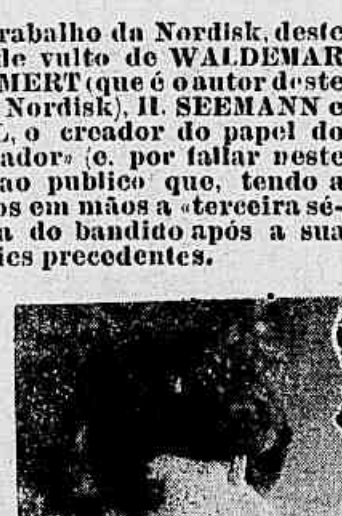 rabalho da Nordisk, deste
de vulto de WALDEMAR
MERT (que é o autor deste
Nordisk), H. SEEMANN e
L, o creador do papel do
ador» (e. por fallar neste
ao publico que, tendo a
os em mãos a «terceira sé-
a do bandido após a sua
ies precedentes.